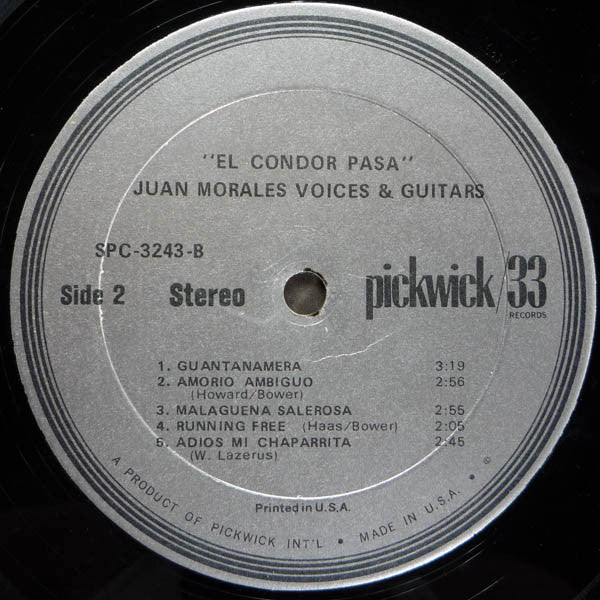 "EL CONDOR PASA"
JUAN MORALES VOICES & GUITARS
SPC-3243-B
Side 2 Stereo
pickwick/33
RECORDS
1. GUANTANAMERA 3:19
2. AMORIO AMBIGUO 2:56
(Howard/Bower)
3. MALAGUENA SALEROSA 2:55
4. RUNNING FREE (Haas/Bower) 2:05
5. ADIOS MI CHAPARRITA 2:45
(W. Lazerus)
Printed in U.S.A.
A PRODUCT OF PICKWICK INT'L • MADE IN U.S.A. •